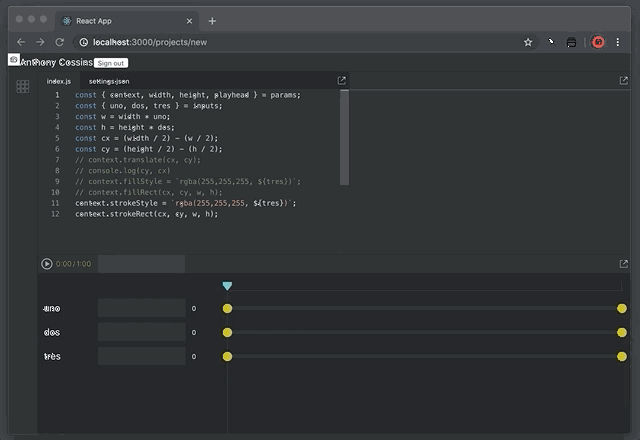 React App
localhost:3000/projects/new
Anthony Cossins Sign out
index.js settings.json
1 const { context, width, height, playhead } = params;
2 const { uno, dos, tres } = inputs;
3 const w = width * uno;
4 const h = height * dos;
5 const cx = (width / 2) - (w / 2);
6 const cy = (height / 2) - (h / 2);
7 // context.translate(cx, cy);
8 // console.log(cy, cx)
9 // context.fillStyle = `rgba(255,255,255, ${tres})`;
10 // context.fillRect(cx, cy, w, h);
11 context.strokeStyle = `rgba(255,255,255, ${tres})`;
12 context.strokeRect(cx, cy, w, h);
0:00 / 1:00
uno 0
dos 0
tres 0